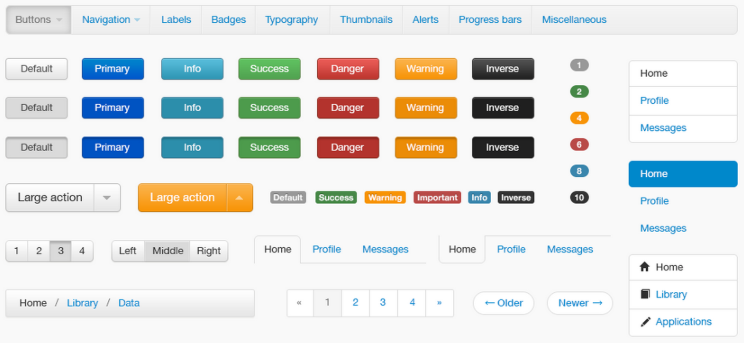 Buttons Navigation Labels Badges Typography Thumbnails Alerts Progress bars Miscellaneous
Default Primary Info Success Danger Warning Inverse 1
Home
2
Default Primary Info Success Danger Warning Inverse
Profile
4
Messages
Default Primary Info Success Danger Warning Inverse 6
8
Home
Large action Large action Default Success Warning Important Info Inverse 10
Profile
Messages
1 2 3 4 Left Middle Right Home Profile Messages Home Profile Messages
Home
Library
Home / Library / Data « 1 2 3 4 » ← Older Newer →
Applications